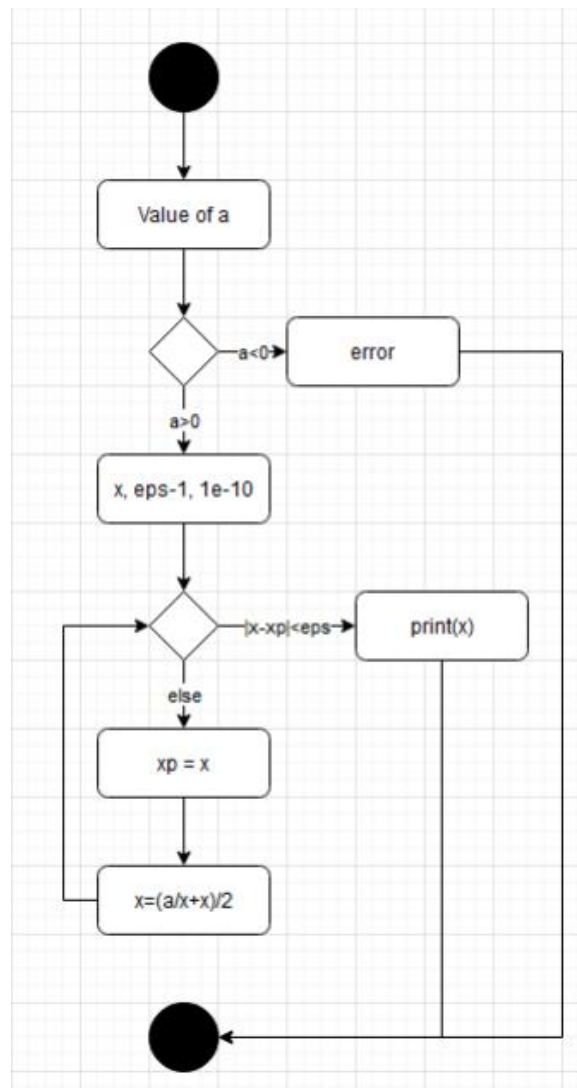 Value of a
a<0
error
a>0
x, eps-1, 1e-10
|x-xp|<eps
print(x)
else
xp = x
x=(a/x+x)/2